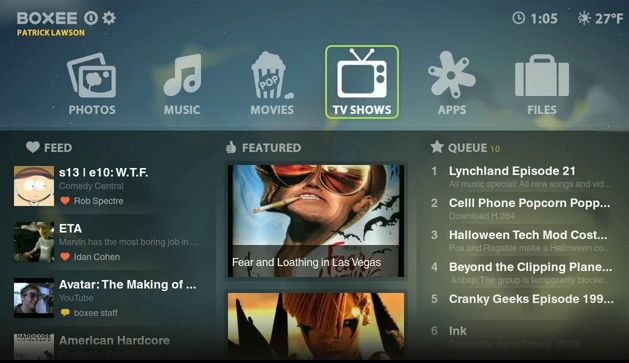 BOXEE
PATRICK LAWSON
1:05
27°F
PHOTOS
MUSIC
POP
MOVIES
TV SHOWS
APPS
FILES
FEED
s13 | e10: W.T.F.
Comedy Central
Rob Spectre
ETA
Marvin has the most boring job in ...
Idan Cohen
Avatar: The Making of ...
YouTube
boxee staff
HARDCORE
American Hardcore
FEATURED
Fear and Loathing in Las Vegas
QUEUE 10
1 Lynchland Episode 21
All music special! All new songs and vid...
2 Celll Phone Popcorn Popp...
Download H.264
3 Halloween Tech Mod Cost...
Pox and Ragable make a Halloween co...
4 Beyond the Clipping Plane...
&nbsp; The group is temporarily blocke...
5 Cranky Geeks Episode 199...
6 Ink
Directed by Jamin Winans (2009)